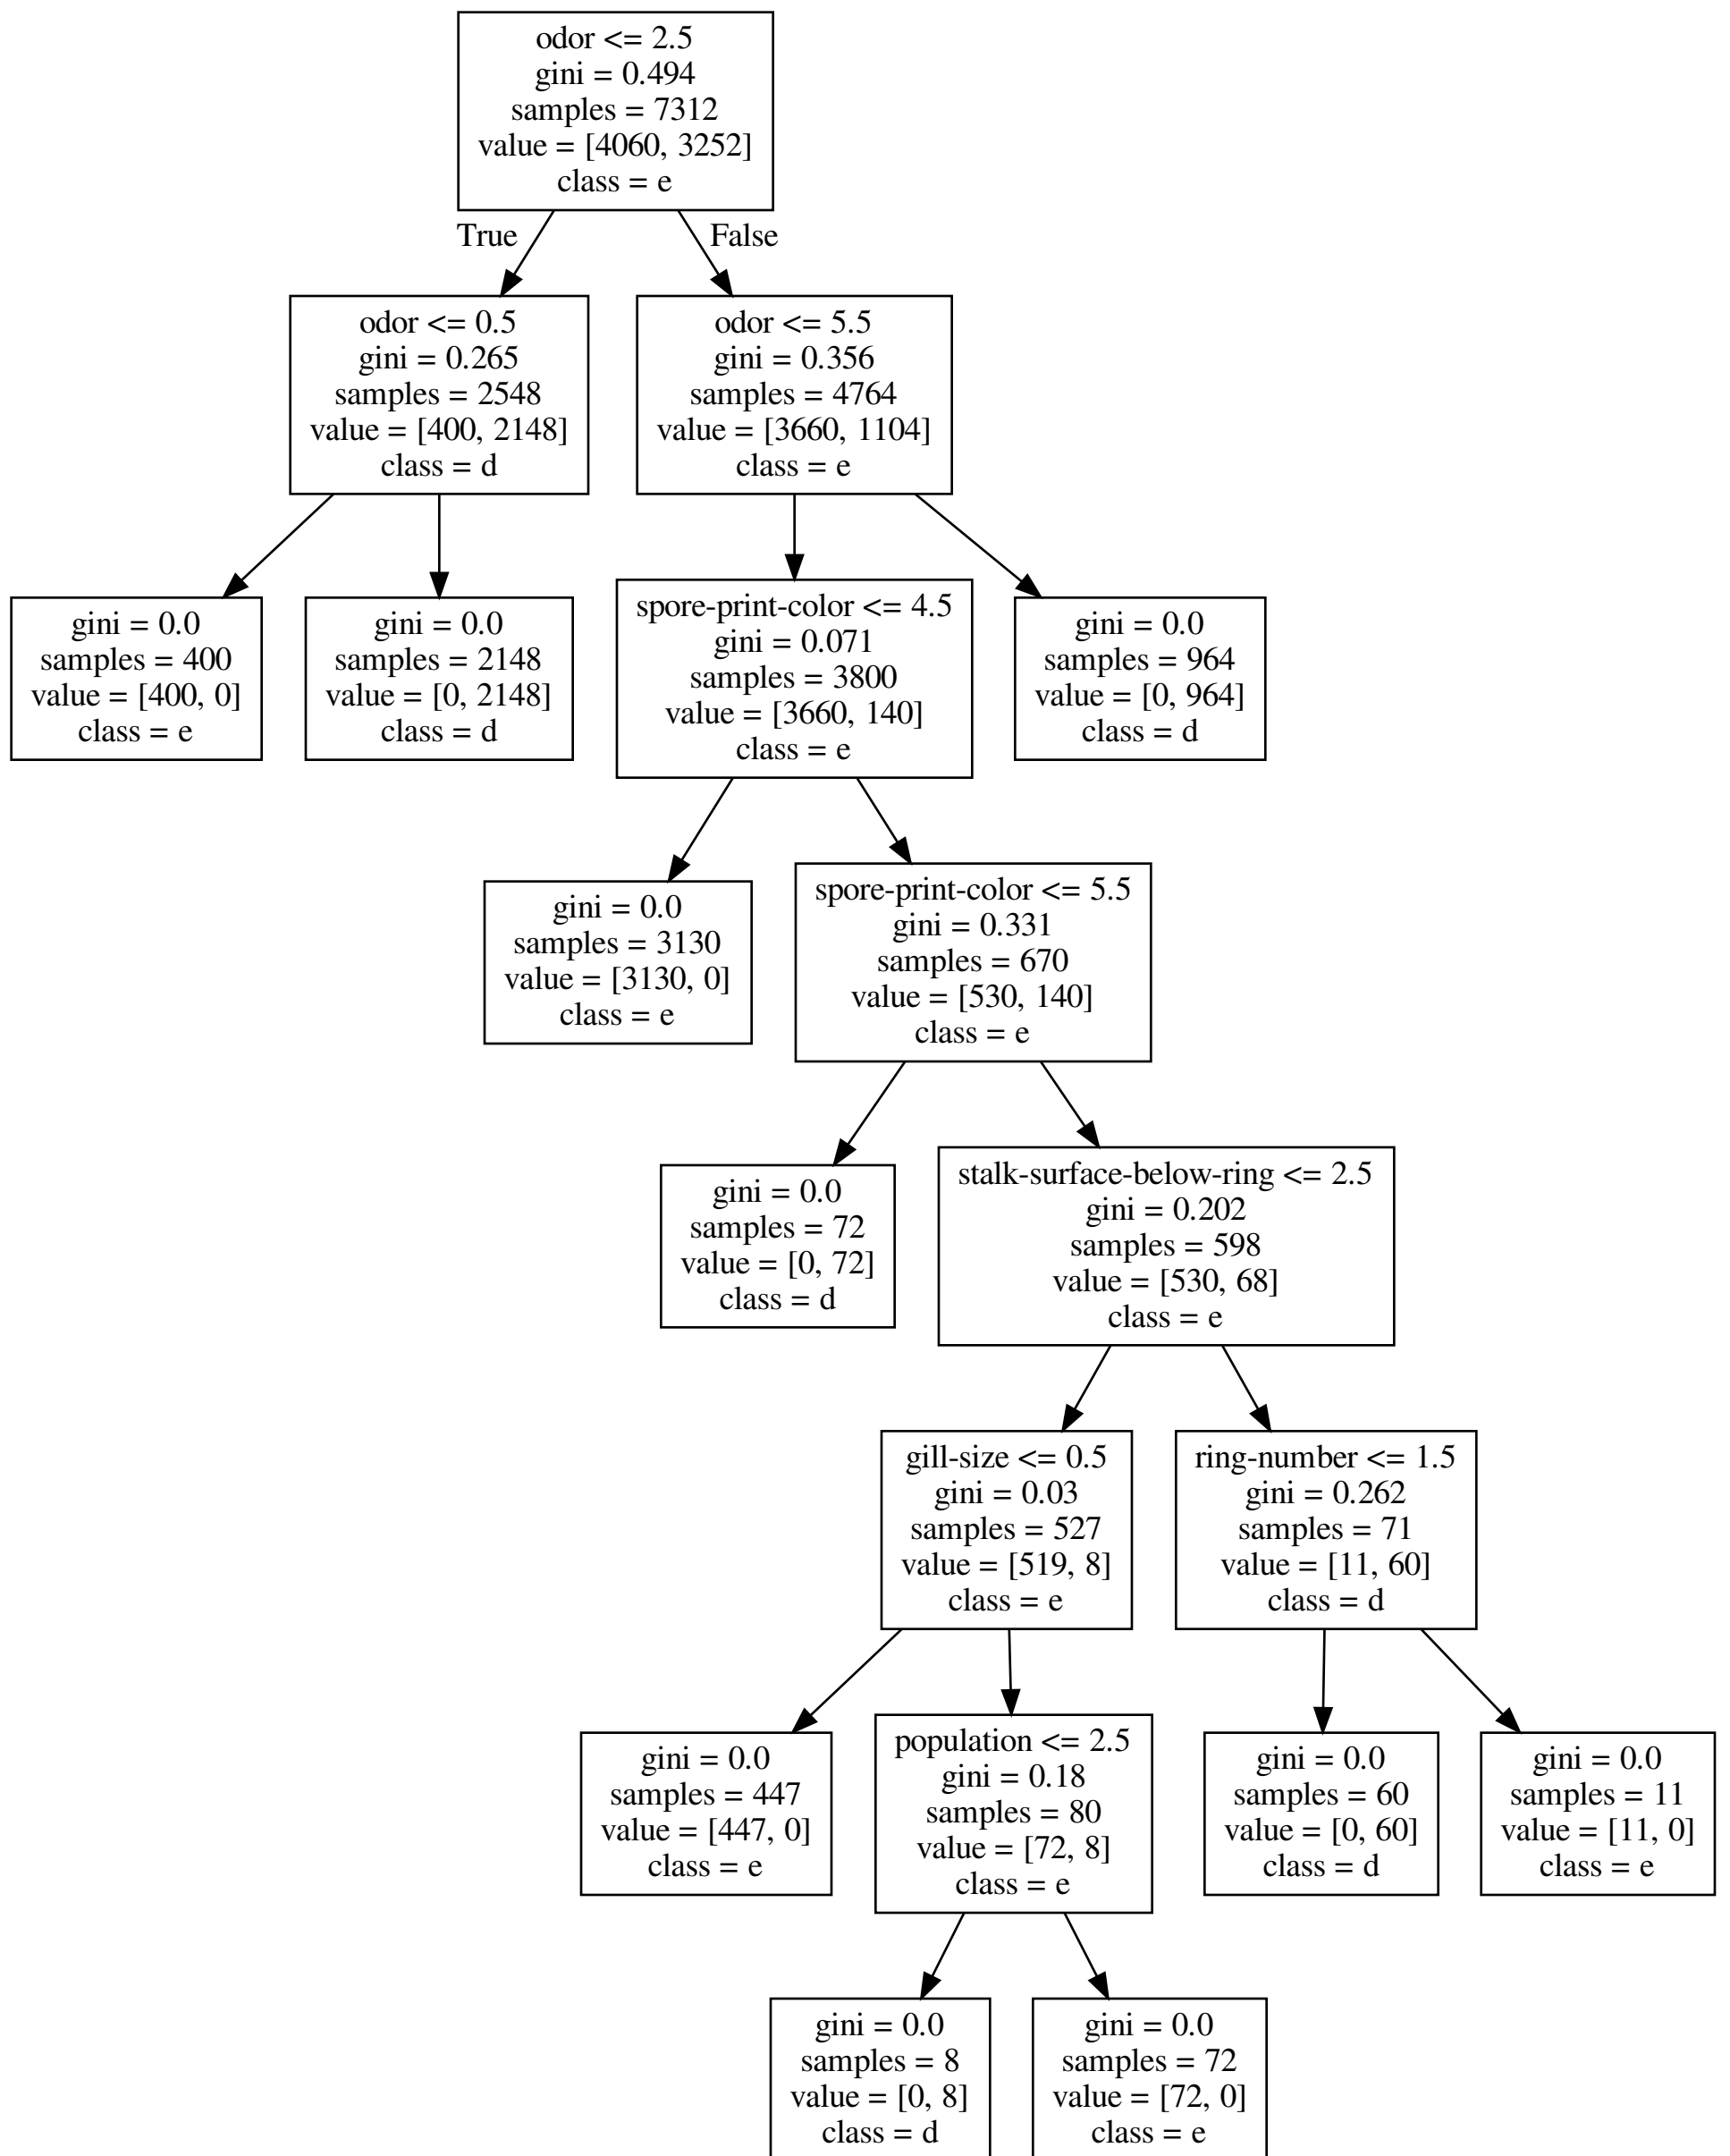 odor <= 2.5
gini = 0.494
samples = 7312
value = [4060, 3252]
class = e
True
False
odor <= 0.5
gini = 0.265
samples = 2548
value = [400, 2148]
class = d
odor <= 5.5
gini = 0.356
samples = 4764
value = [3660, 1104]
class = e
gini = 0.0
samples = 400
value = [400, 0]
class = e
gini = 0.0
samples = 2148
value = [0, 2148]
class = d
spore-print-color <= 4.5
gini = 0.071
samples = 3800
value = [3660, 140]
class = e
gini = 0.0
samples = 964
value = [0, 964]
class = d
gini = 0.0
samples = 3130
value = [3130, 0]
class = e
spore-print-color <= 5.5
gini = 0.331
samples = 670
value = [530, 140]
class = e
gini = 0.0
samples = 72
value = [0, 72]
class = d
stalk-surface-below-ring <= 2.5
gini = 0.202
samples = 598
value = [530, 68]
class = e
gill-size <= 0.5
gini = 0.03
samples = 527
value = [519, 8]
class = e
ring-number <= 1.5
gini = 0.262
samples = 71
value = [11, 60]
class = d
gini = 0.0
samples = 447
value = [447, 0]
class = e
population <= 2.5
gini = 0.18
samples = 80
value = [72, 8]
class = e
gini = 0.0
samples = 60
value = [0, 60]
class = d
gini = 0.0
samples = 11
value = [11, 0]
class = e
gini = 0.0
samples = 8
value = [0, 8]
class = d
gini = 0.0
samples = 72
value = [72, 0]
class = e